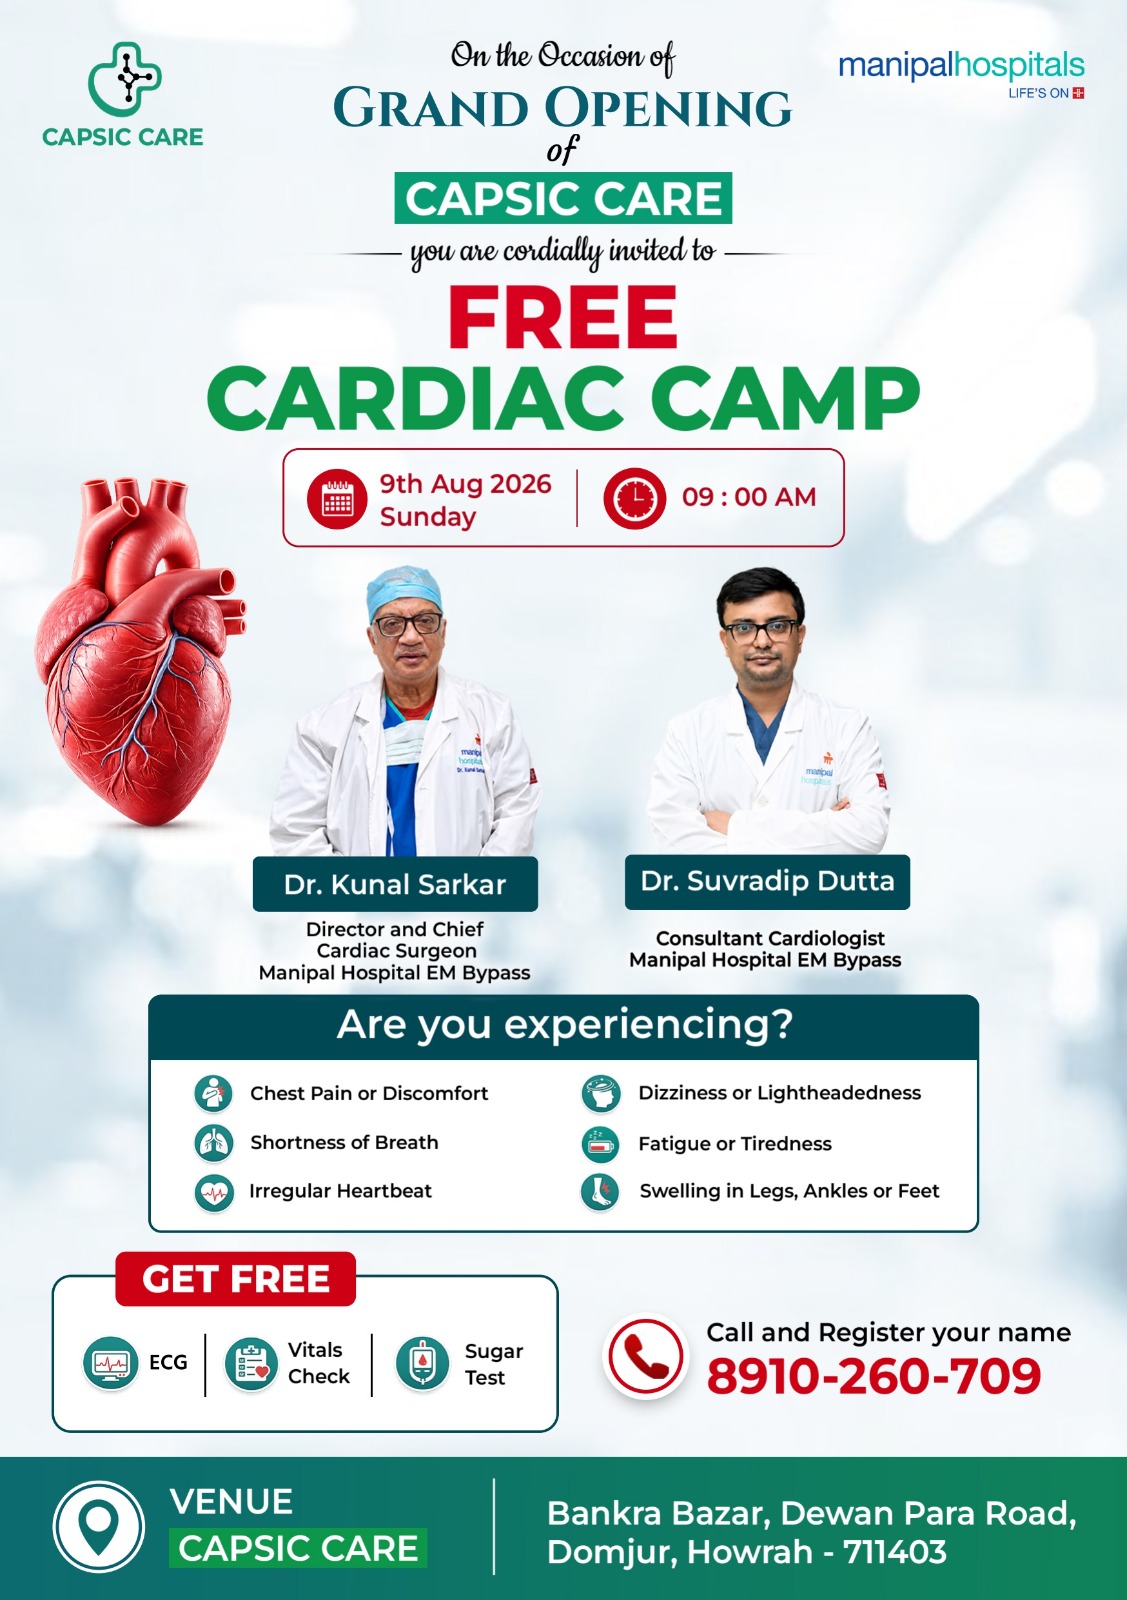 CAPSIC CARE
On the Occasion of
GRAND OPENING
of
CAPSIC CARE
you are cordially invited to
manipalhospitals
LIFE'S ON
FREE
CARDIAC CAMP
9th Aug 2026
Sunday
09 : 00 AM
manipal
hospitals
Dr. Kunal Sarkar
Director and Chief
Cardiac Surgeon
Manipal Hospital EM Bypass
manipal
hospitals
Dr. Suvradip Dutta
Consultant Cardiologist
Manipal Hospital EM Bypass
Are you experiencing?
Chest Pain or Discomfort
Shortness of Breath
Irregular Heartbeat
Dizziness or Lightheadedness
Fatigue or Tiredness
Swelling in Legs, Ankles or Feet
GET FREE
ECG
Vitals
Check
Sugar
Test
Call and Register your name
8910-260-709
VENUE
CAPSIC CARE
Bankra Bazar, Dewan Para Road,
Domjur, Howrah - 711403